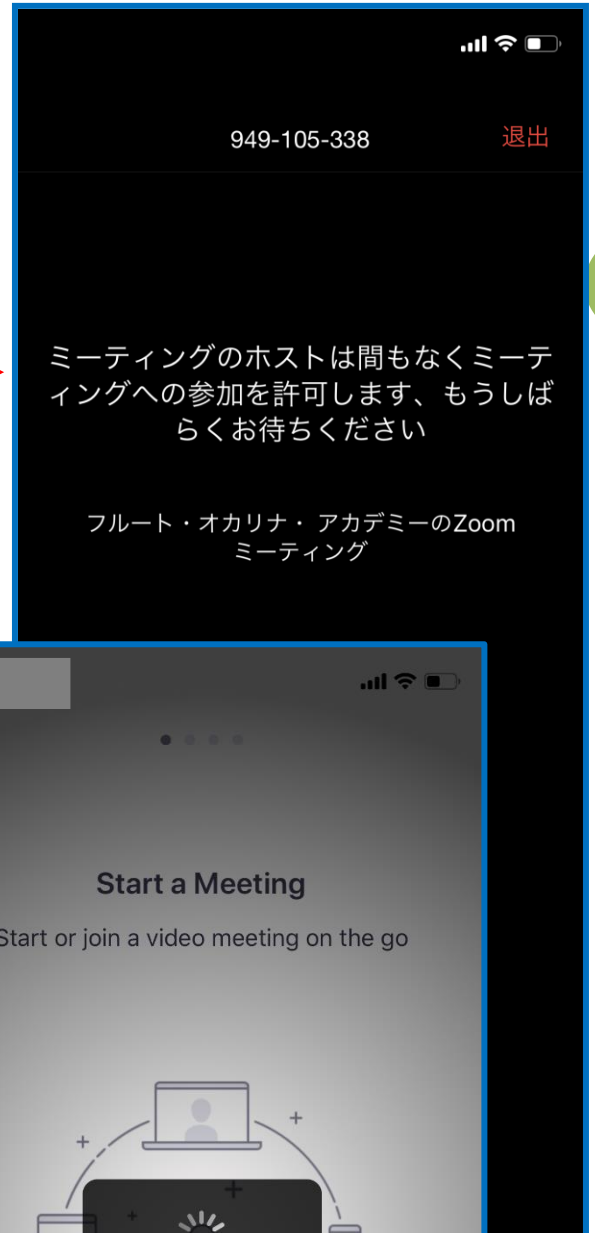 949-105-338 退出
ミーティングのホストは間もなくミーテ
ィングへの参加を許可します、もうしば
らくお待ちください
フルート・オカリナ・ アカデミーのZoom
ミーティング
Start a Meeting
Start or join a video meeting on the go